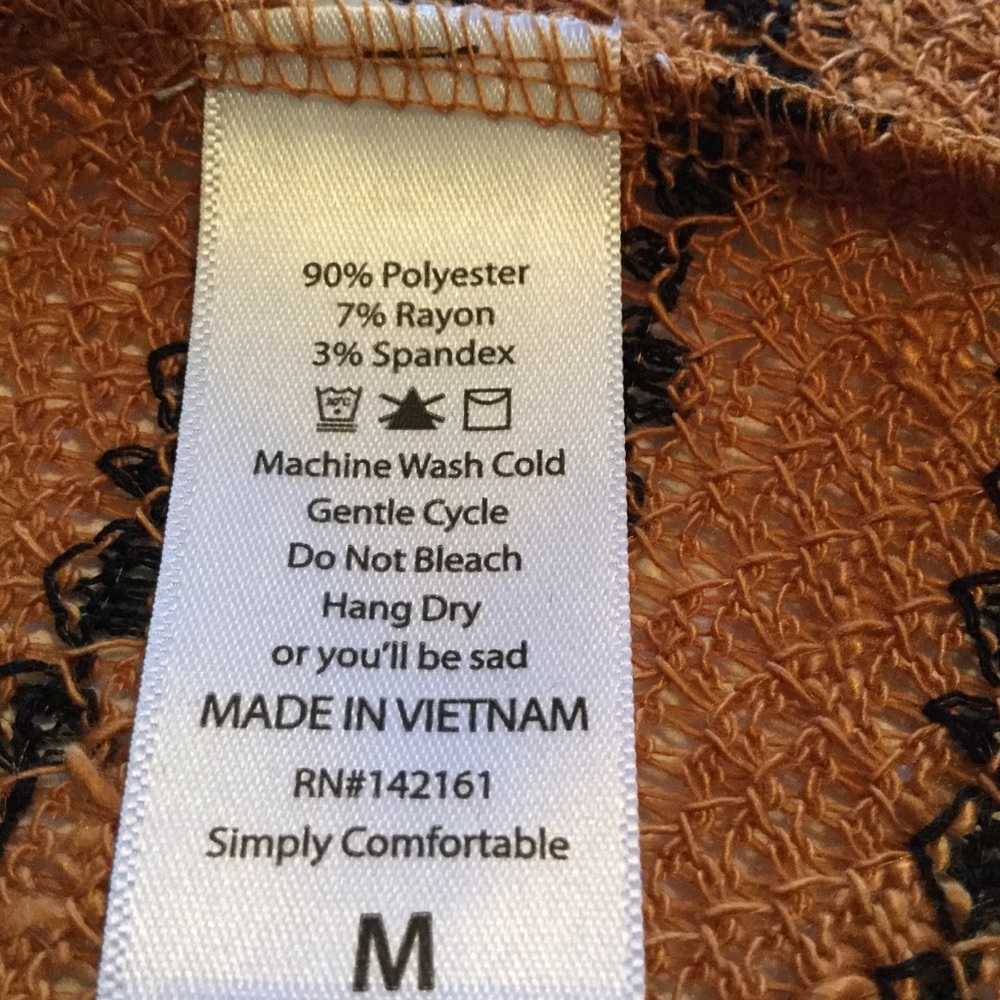 90% Polyester
7% Rayon
3% Spandex
30°C
Machine Wash Cold
Gentle Cycle
Do Not Bleach
Hang Dry
or you'll be sad
MADE IN VIETNAM
RN#142161
Simply Comfortable
M